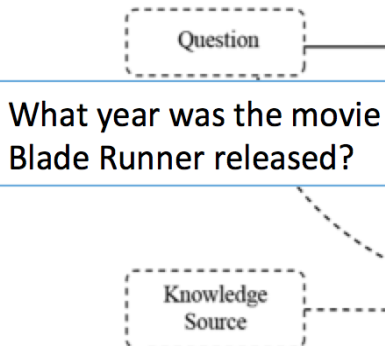 Question
What year was the movie
Blade Runner released?
Knowledge
Source